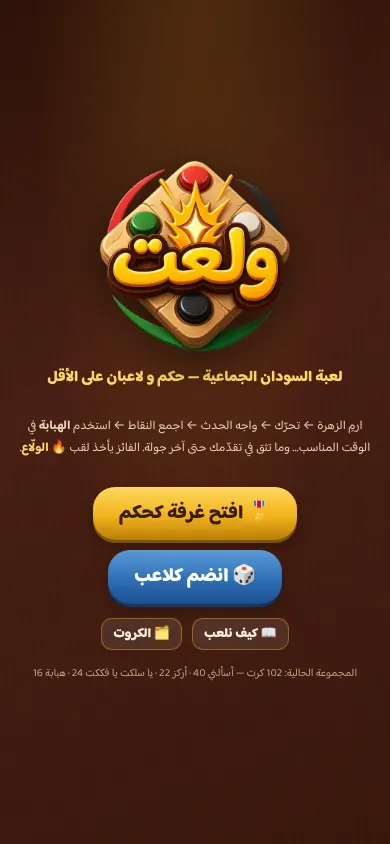 ولعت
لعبة السودان الجماعية — حكم و لاعبان على الأقل
ارمِ الزهرة ← تحرّك ← واجه الحدث ← اجمع النقاط ← استخدم الهبابة في
الوقت المناسب... وما تثق في تقدّمك حتى آخر جولة. الفائز يأخذ لقب 🔥 الولّاع.
🎖️ افتح غرفة كحكم
🎲 انضم كلاعب
📖 كيف نلعب
🗂️ الكروت
المجموعة الحالية: 102 كرت — أسألني 40 · أركز 22 · يا سلكت يا فككت 24 · هبابة 16